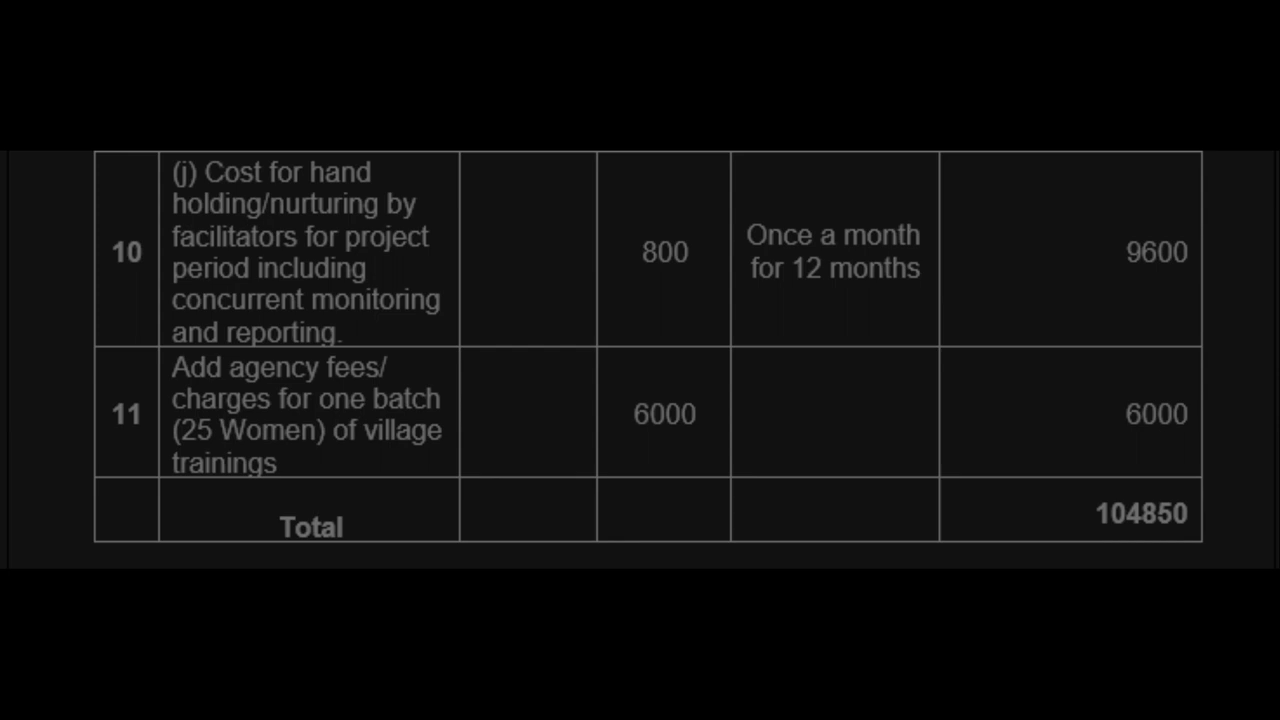 (j) Cost for hand
holding/nurturing by
facilitators for project
period including
concurrent monitoring
and reporting.
10
800
Once a month
for 12 months
9600
Add agency fees/
charges for one batch
(25 Women) of village
trainings
11
6000
6000
Total
104850